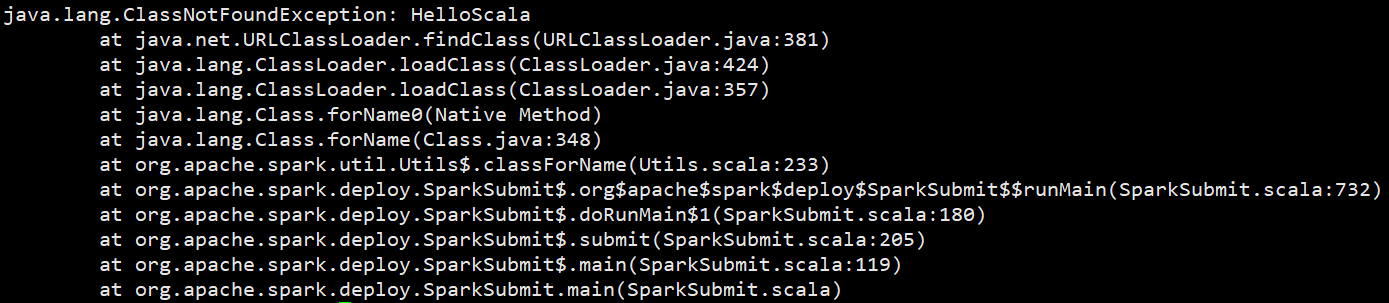 java.lang.ClassNotFoundException: HelloScala
at java.net.URLClassLoader.findClass(URLClassLoader.java:381)
at java.lang.ClassLoader.loadClass(ClassLoader.java:424)
at java.lang.ClassLoader.loadClass(ClassLoader.java:357)
at java.lang.Class.forName0(Native Method)
at java.lang.Class.forName(Class.java:348)
at org.apache.spark.util.Utils$.classForName(Utils.scala:233)
at org.apache.spark.deploy.SparkSubmit$.org$apache$spark$deploy$SparkSubmit$$runMain(SparkSubmit.scala:732)
at org.apache.spark.deploy.SparkSubmit$.doRunMain$1(SparkSubmit.scala:180)
at org.apache.spark.deploy.SparkSubmit$.submit(SparkSubmit.scala:205)
at org.apache.spark.deploy.SparkSubmit$.main(SparkSubmit.scala:119)
at org.apache.spark.deploy.SparkSubmit.main(SparkSubmit.scala)